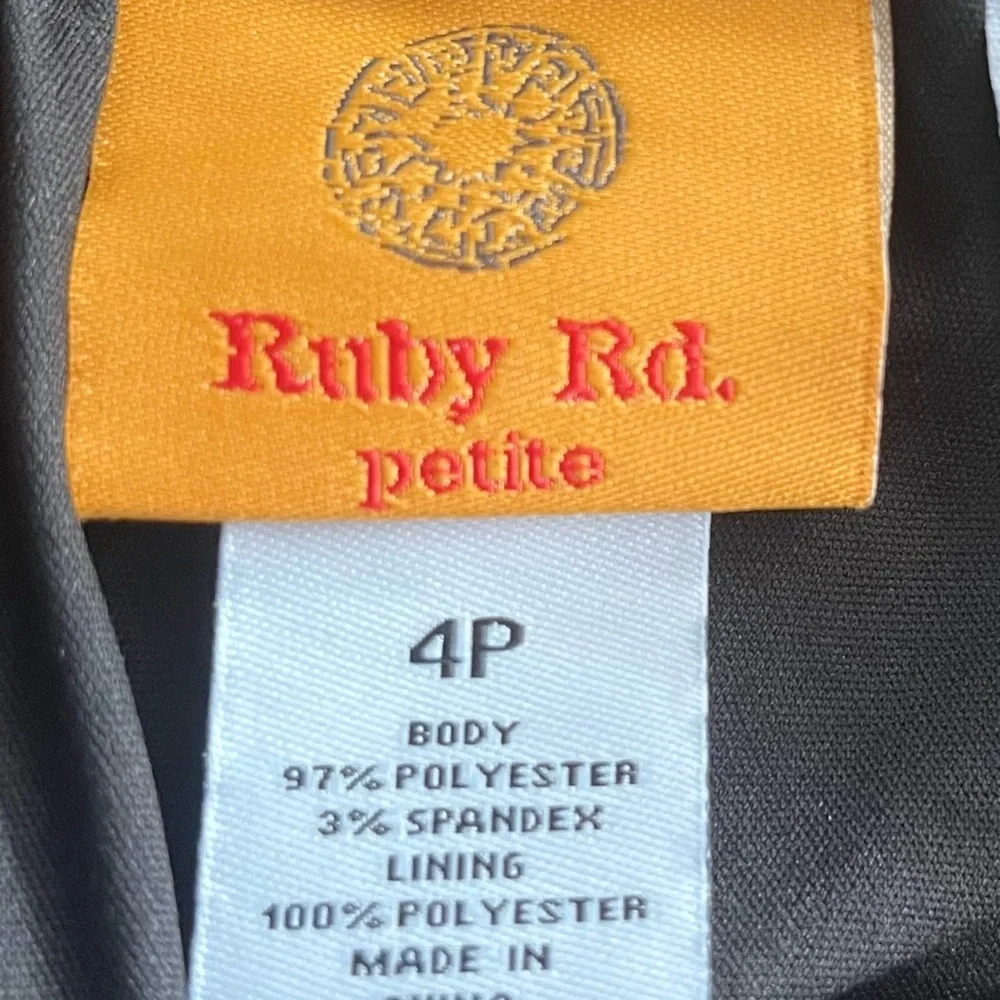 Ruby Rd.
petite
4P
BODY
97% POLYESTER
3% SPANDEX
LINING
100% POLYESTER
MADE IN